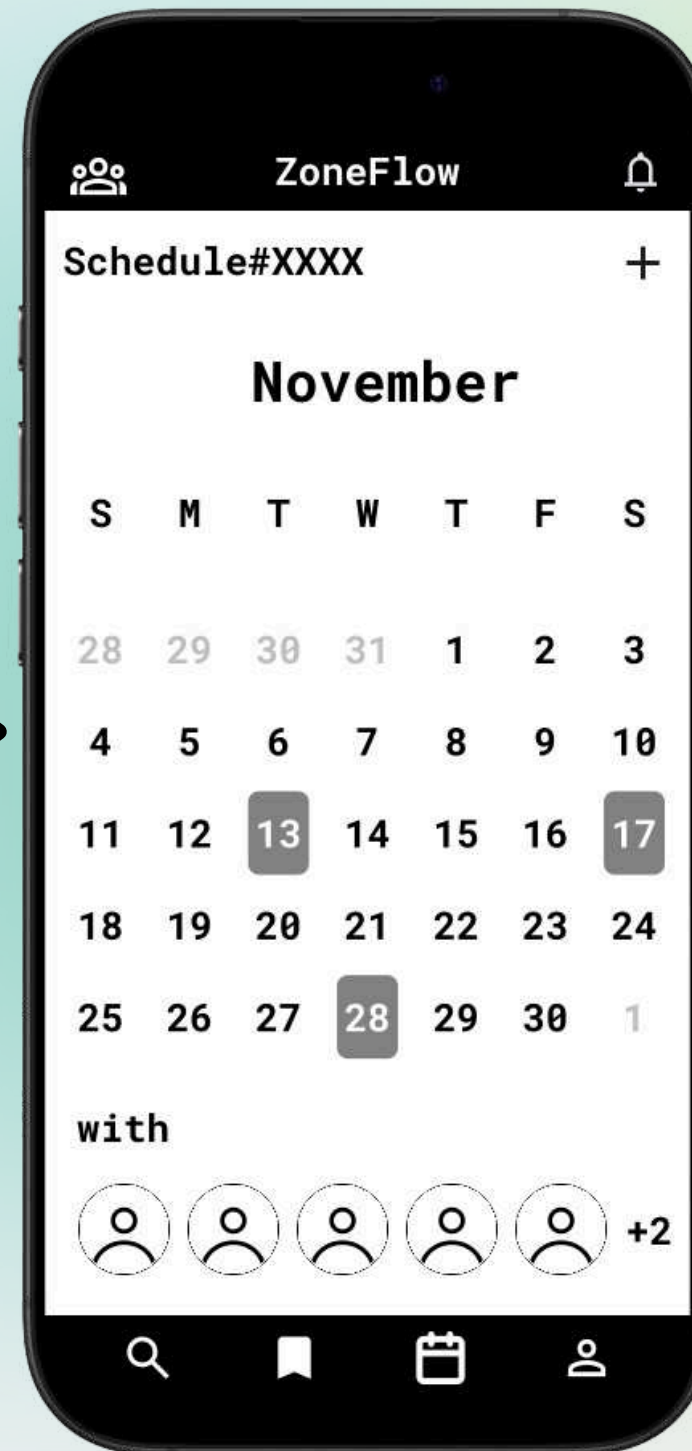 ZoneFlow
Schedule#XXXX +
November
S M T W T F S
28 29 30 31 1 2 3
4 5 6 7 8 9 10
11 12 13 14 15 16 17
18 19 20 21 22 23 24
25 26 27 28 29 30 1
with
+2